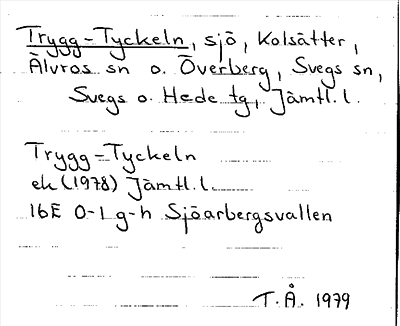 Trygg-Tyckeln, sjö, Kolsätter,
Älvros sn o. Överberg, Svegs sn,
Svegs o. Hede tg, Jämtl. l.
Trygg-Tyckeln
ek (1978) Jämtl. l.
16E 0-1 g-h Sjöarbergsvallen
T. Å. 1979